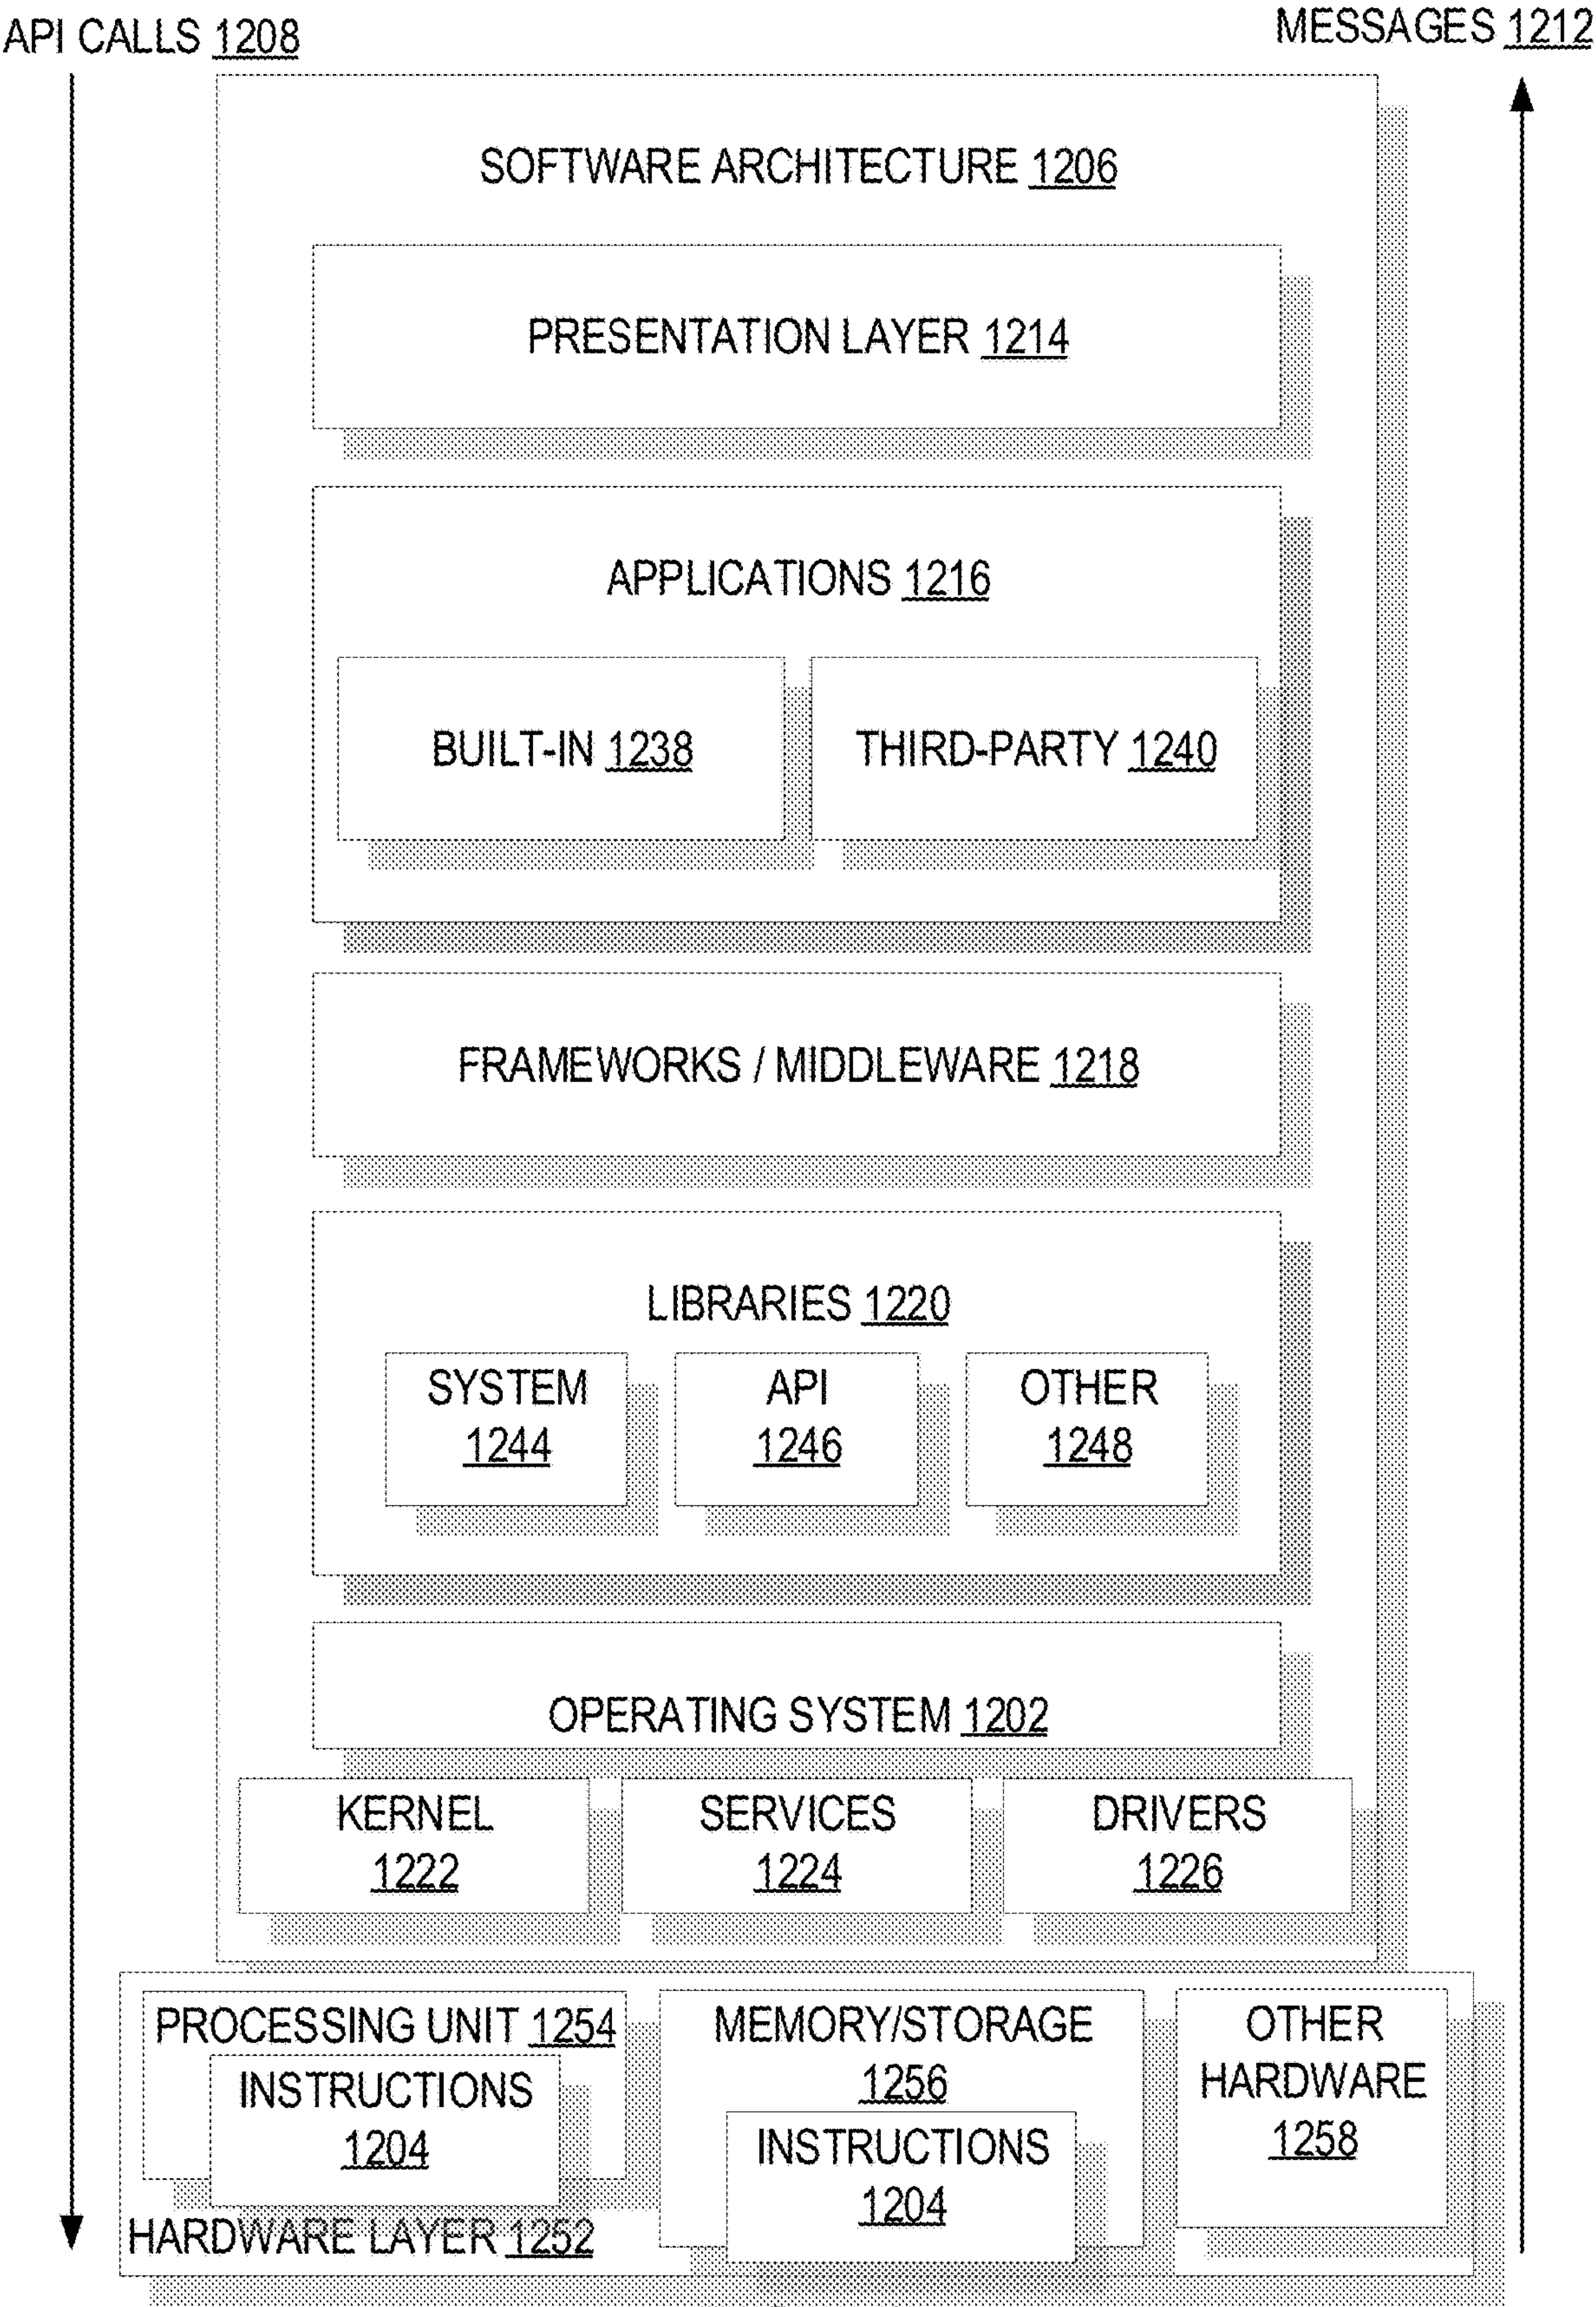 API CALLS 1208
MESSAGES 1212
SOFTWARE ARCHITECTURE 1206
PRESENTATION LAYER 1214
APPLICATIONS 1216
BUILT-IN 1238
THIRD-PARTY 1240
FRAMEWORKS / MIDDLEWARE 1218
LIBRARIES 1220
SYSTEM
1244
API
1246
OTHER
1248
OPERATING SYSTEM 1202
KERNEL
1222
SERVICES
1224
DRIVERS
1226
PROCESSING UNIT 1254
INSTRUCTIONS
1204
MEMORY/STORAGE
1256
INSTRUCTIONS
1204
OTHER
HARDWARE
1258
HARDWARE LAYER 1252